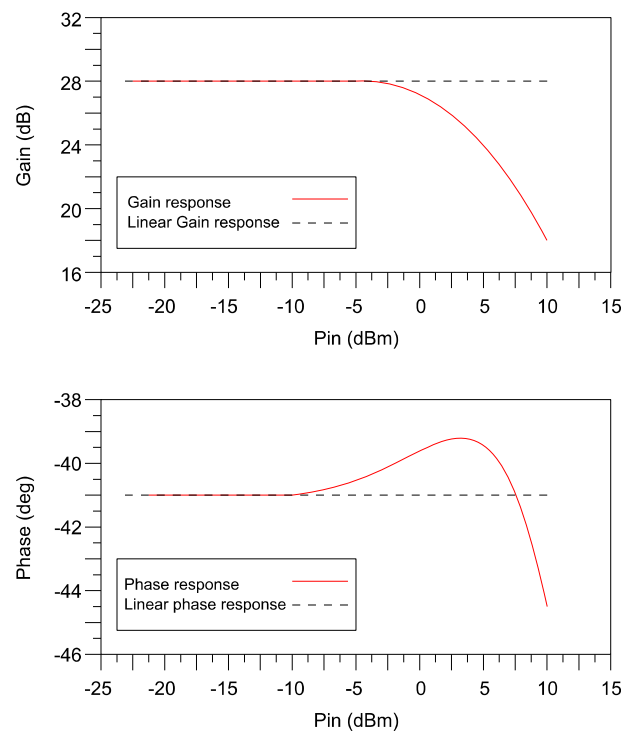 32
28
24
20
16
Gain (dB)
Gain response
Linear Gain response
-25 -20 -15 -10 -5 0 5 10 15
Pin (dBm)
-38
-40
-41
-44
-46
Phase (deg)
Phase response
Linear phase response
-25 -20 -15 -10 -5 0 5 10 15
Pin (dBm)